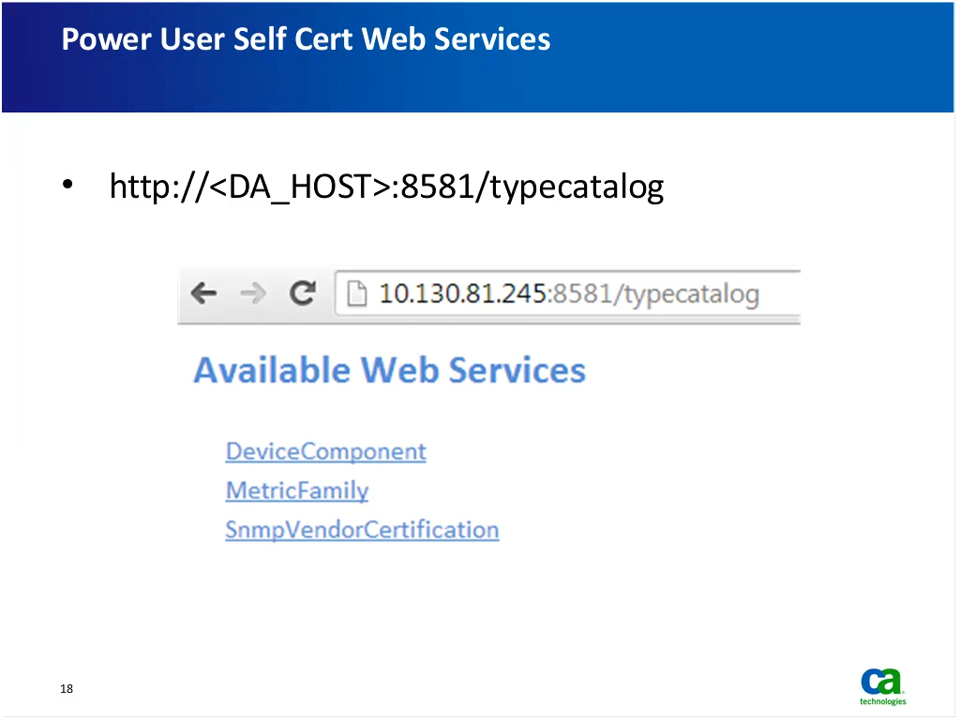 Power User Self Cert Web Services
• http://<DA_HOST>:8581/typecatalog
10.130.81.245:8581/typecatalog
Available Web Services
DeviceComponent
MetricFamily
SnmpVendorCertification
18
ca
technologies